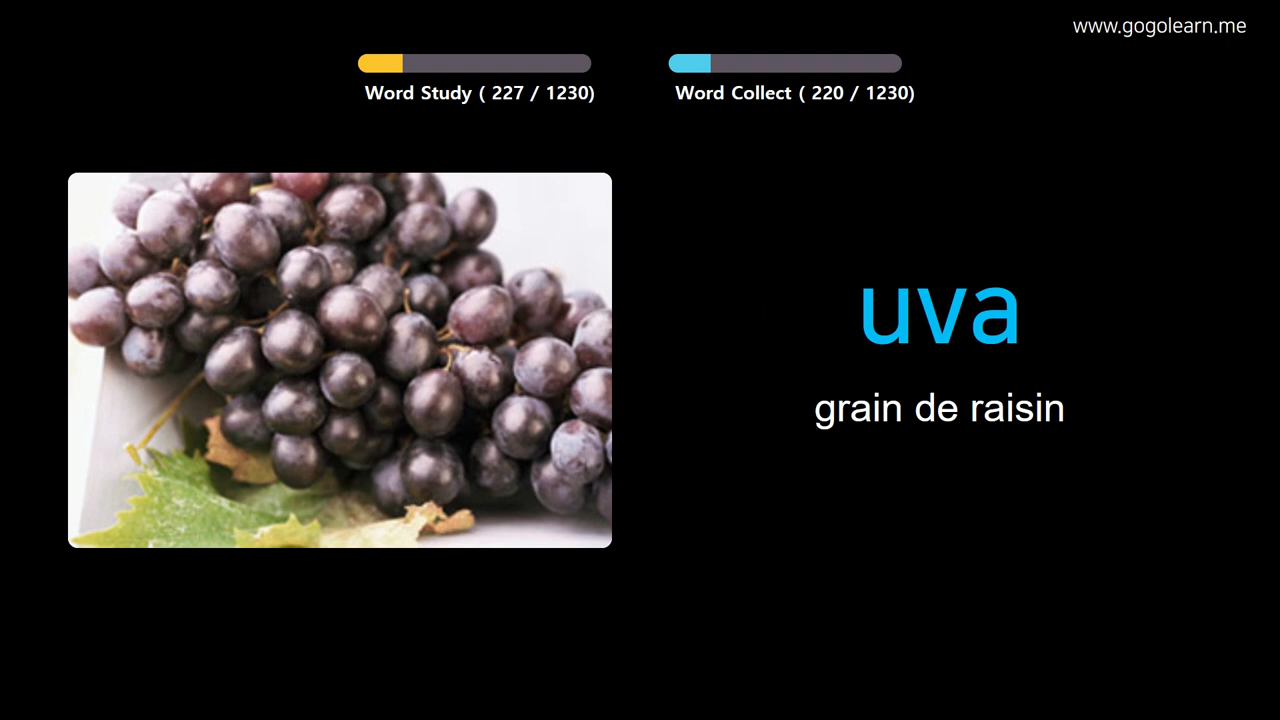 www.gogolearn.me
Word Study ( 227 / 1230)
Word Collect ( 220 / 1230)
uva
grain de raisin